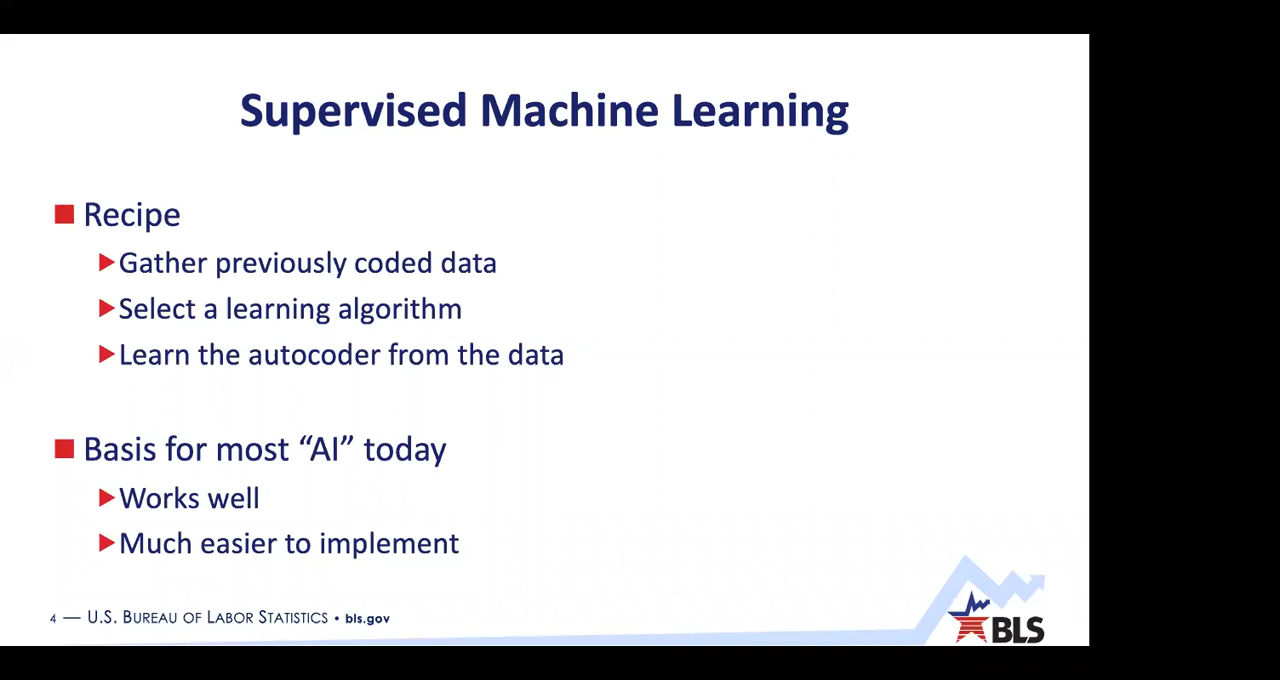 Supervised Machine Learning
Recipe
Gather previously coded data
Select a learning algorithm
Learn the autocoder from the data
Basis for most “AI” today
Works well
Much easier to implement
4 — U.S. BUREAU OF LABOR STATISTICS • bls.gov
BLS